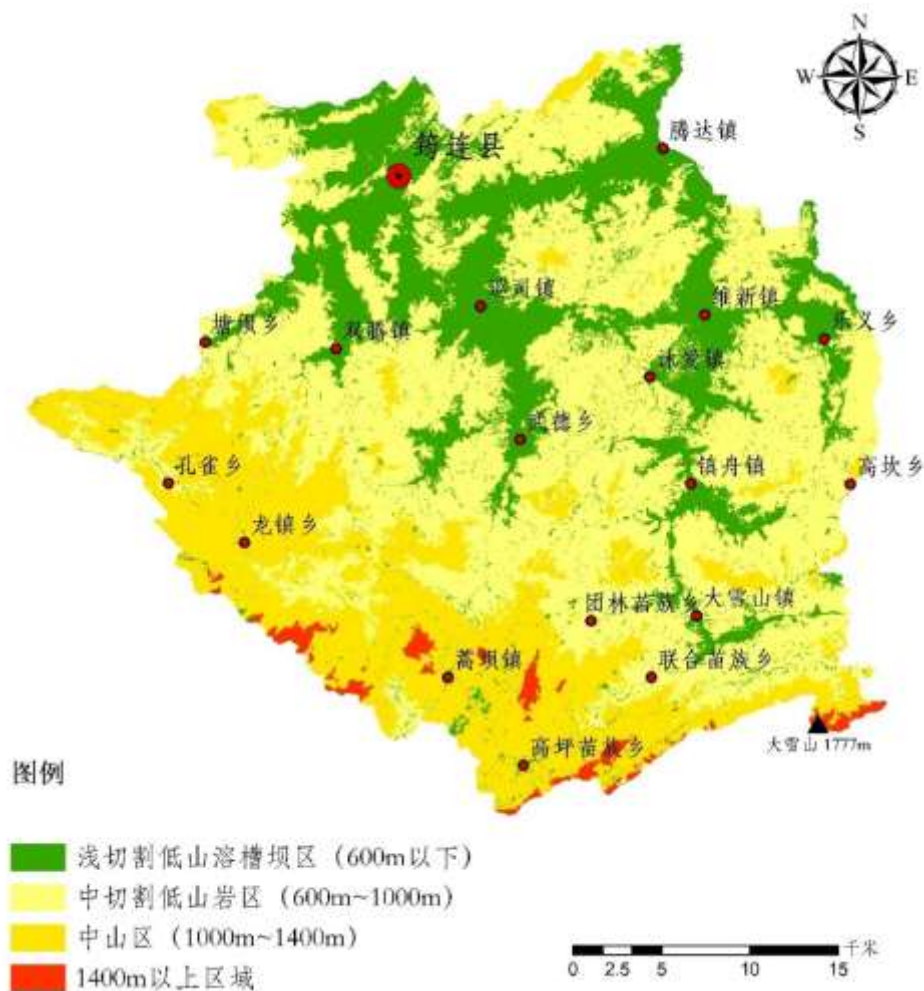 N
W E
S
腾达镇
筠连县
巡司镇
维新镇
乐义乡
塘坝乡
双腾镇
沐爱镇
武德乡
孔雀乡
镇舟镇
高坎乡
龙镇乡
团林苗族乡
大雪山镇
蒿坝镇
联合苗族乡
大雪山 1777m
高坪苗族乡
图例
浅切割低山溶槽坝区（600m以下）
中切割低山岩区（600m~1000m）
中山区（1000m~1400m）
1400m以上区域
千米
0 2.5 5 10 15